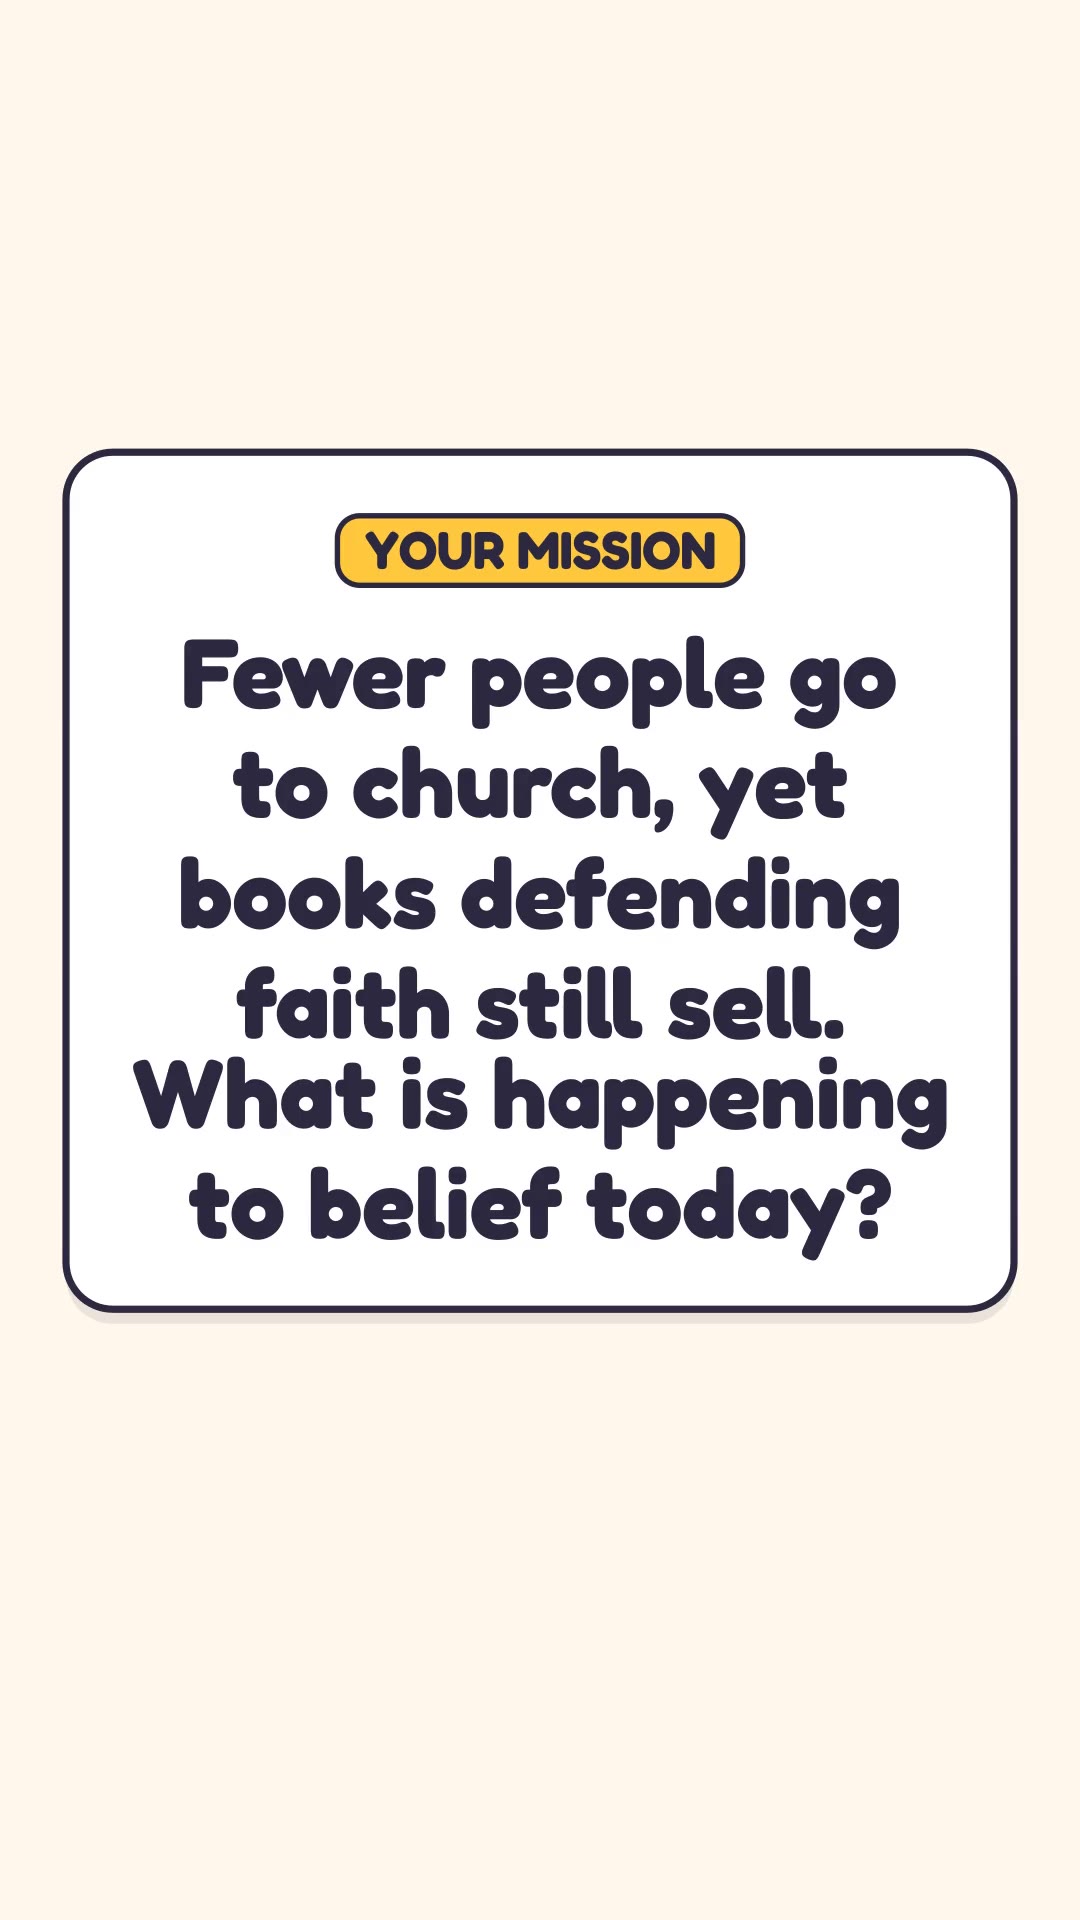 YOUR MISSION
Fewer people go
to church, yet
books defending
faith still sell.
What is happening
to belief today?